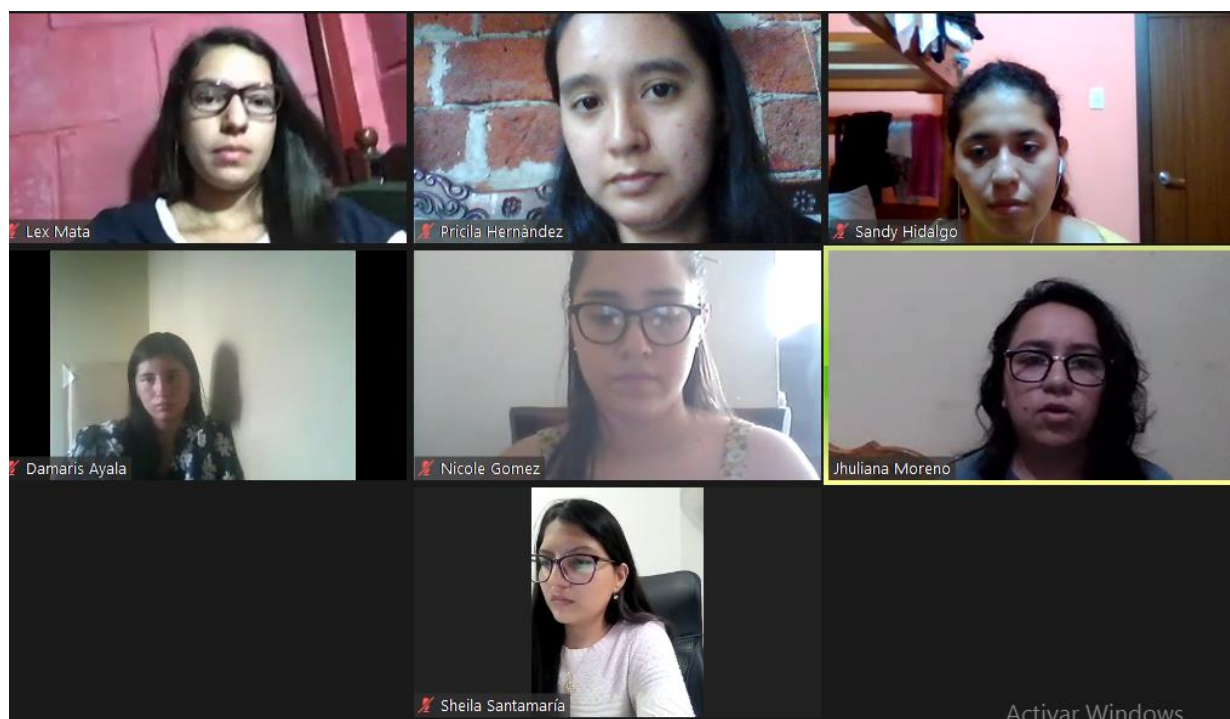 Lex Mata
Pricila Hernàndez
Sandy Hidalgo
Damaris Ayala
Nicole Gomez
Jhuliana Moreno
Sheila Santamaría
Activar Windows